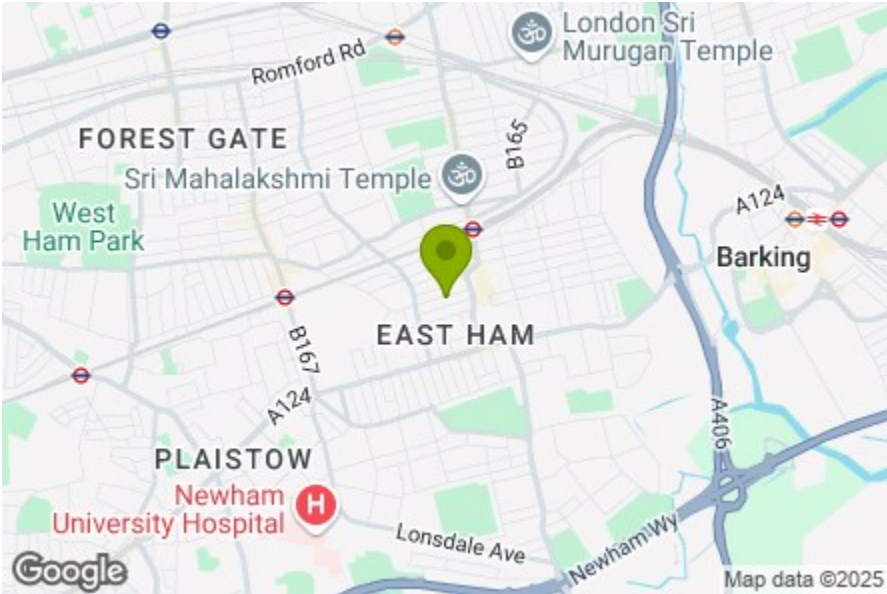 London Sri
Murugan Temple
Romford Rd
FOREST GATE
B165
Sri Mahalakshmi Temple
A124
West
Ham Park
Barking
EAST HAM
B167
A124
A406
PLAISTOW
Newham
University Hospital
H
Lonsdale Ave
Newham Wy
Google
Map data ©2025